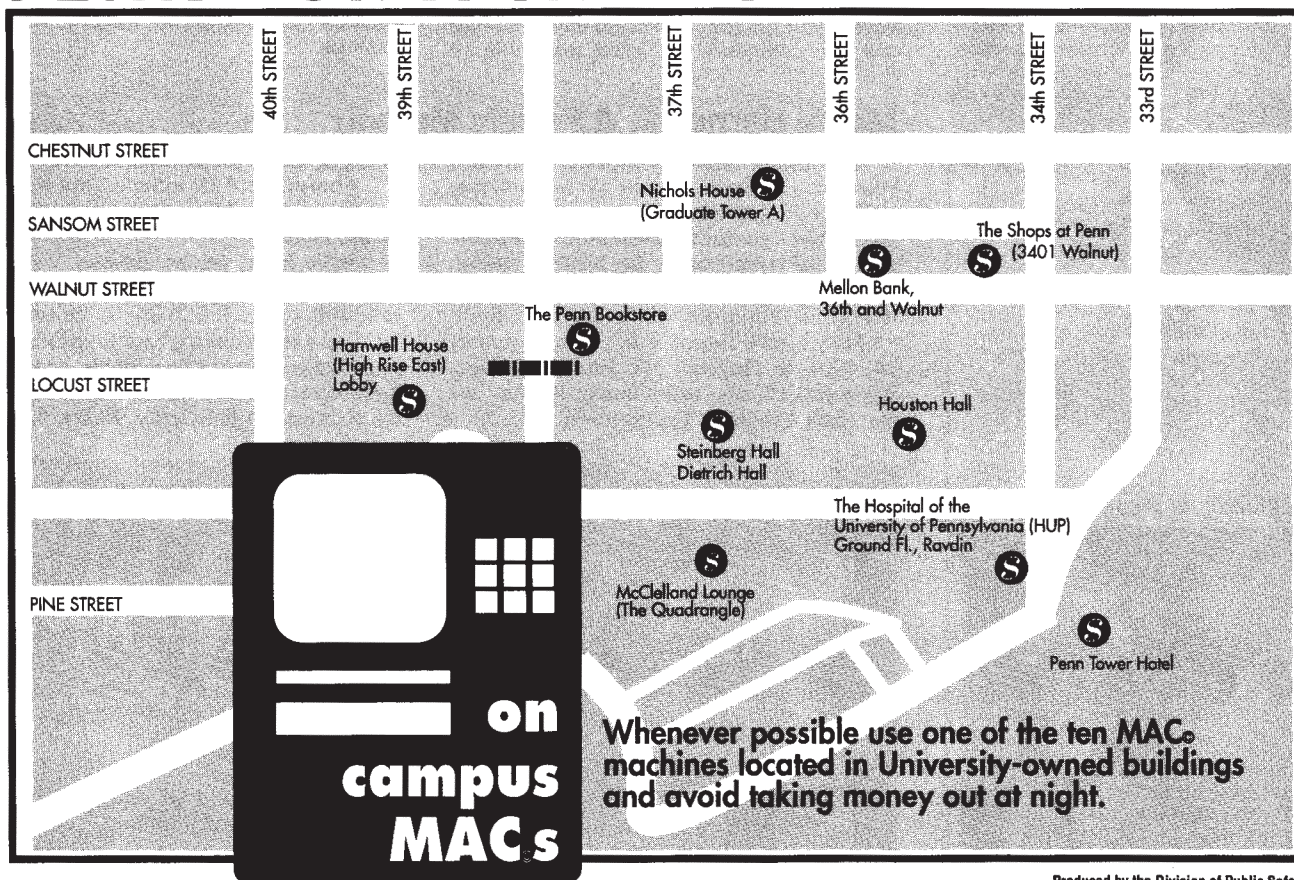 40th STREET
39th STREET
37th STREET
36th STREET
34th STREET
33rd STREET
CHESTNUT STREET
SANSOM STREET
WALNUT STREET
LOCUST STREET
PINE STREET
Nichols House
(Graduate Tower A)
The Shops at Penn
(3401 Walnut)
Mellon Bank,
36th and Walnut
The Penn Bookstore
Harnwell House
(High Rise East)
Lobby
Houston Hall
Steinberg Hall
Dietrich Hall
The Hospital of the
University of Pennsylvania (HUP)
Ground Fl., Ravdin
McClelland Lounge
(The Quadrangle)
Penn Tower Hotel
on
campus
MAC®s
Whenever possible use one of the ten MAC®
machines located in University-owned buildings
and avoid taking money out at night.
Produced by the Division of Public Safe